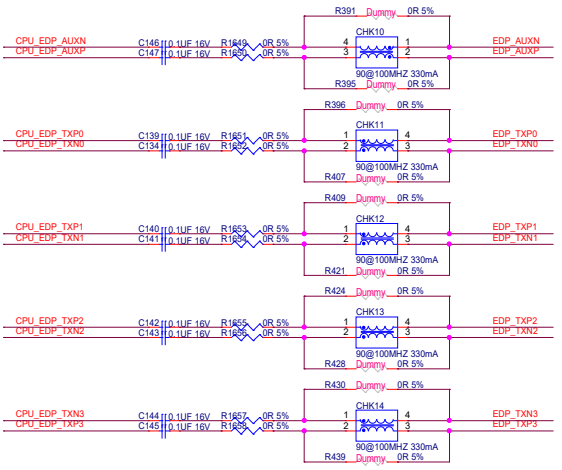 R391 Dummy 0R 5%
CHK10
CPU_EDP_AUXN C146 0.1UF 16V R1649 0R 5% 4 1 EDP_AUXN
CPU_EDP_AUXP C147 0.1UF 16V R1650 0R 5% 3 2 EDP_AUXP
90@100MHZ 330mA
R395 Dummy 0R 5%
R396 Dummy 0R 5%
CHK11
CPU_EDP_TXP0 C139 0.1UF 16V R1651 0R 5% 1 4 EDP_TXP0
CPU_EDP_TXN0 C134 0.1UF 16V R1652 0R 5% 2 3 EDP_TXN0
90@100MHZ 330mA
R407 Dummy 0R 5%
R409 Dummy 0R 5%
CHK12
CPU_EDP_TXP1 C140 0.1UF 16V R1653 0R 5% 1 4 EDP_TXP1
CPU_EDP_TXN1 C141 0.1UF 16V R1654 0R 5% 2 3 EDP_TXN1
90@100MHZ 330mA
R421 Dummy 0R 5%
R424 Dummy 0R 5%
CHK13
CPU_EDP_TXP2 C142 0.1UF 16V R1655 0R 5% 1 4 EDP_TXP2
CPU_EDP_TXN2 C143 0.1UF 16V R1656 0R 5% 2 3 EDP_TXN2
90@100MHZ 330mA
R428 Dummy 0R 5%
R430 Dummy 0R 5%
CHK14
CPU_EDP_TXN3 C144 0.1UF 16V R1657 0R 5% 1 4 EDP_TXN3
CPU_EDP_TXP3 C145 0.1UF 16V R1658 0R 5% 2 3 EDP_TXP3
90@100MHZ 330mA
R439 Dummy 0R 5%